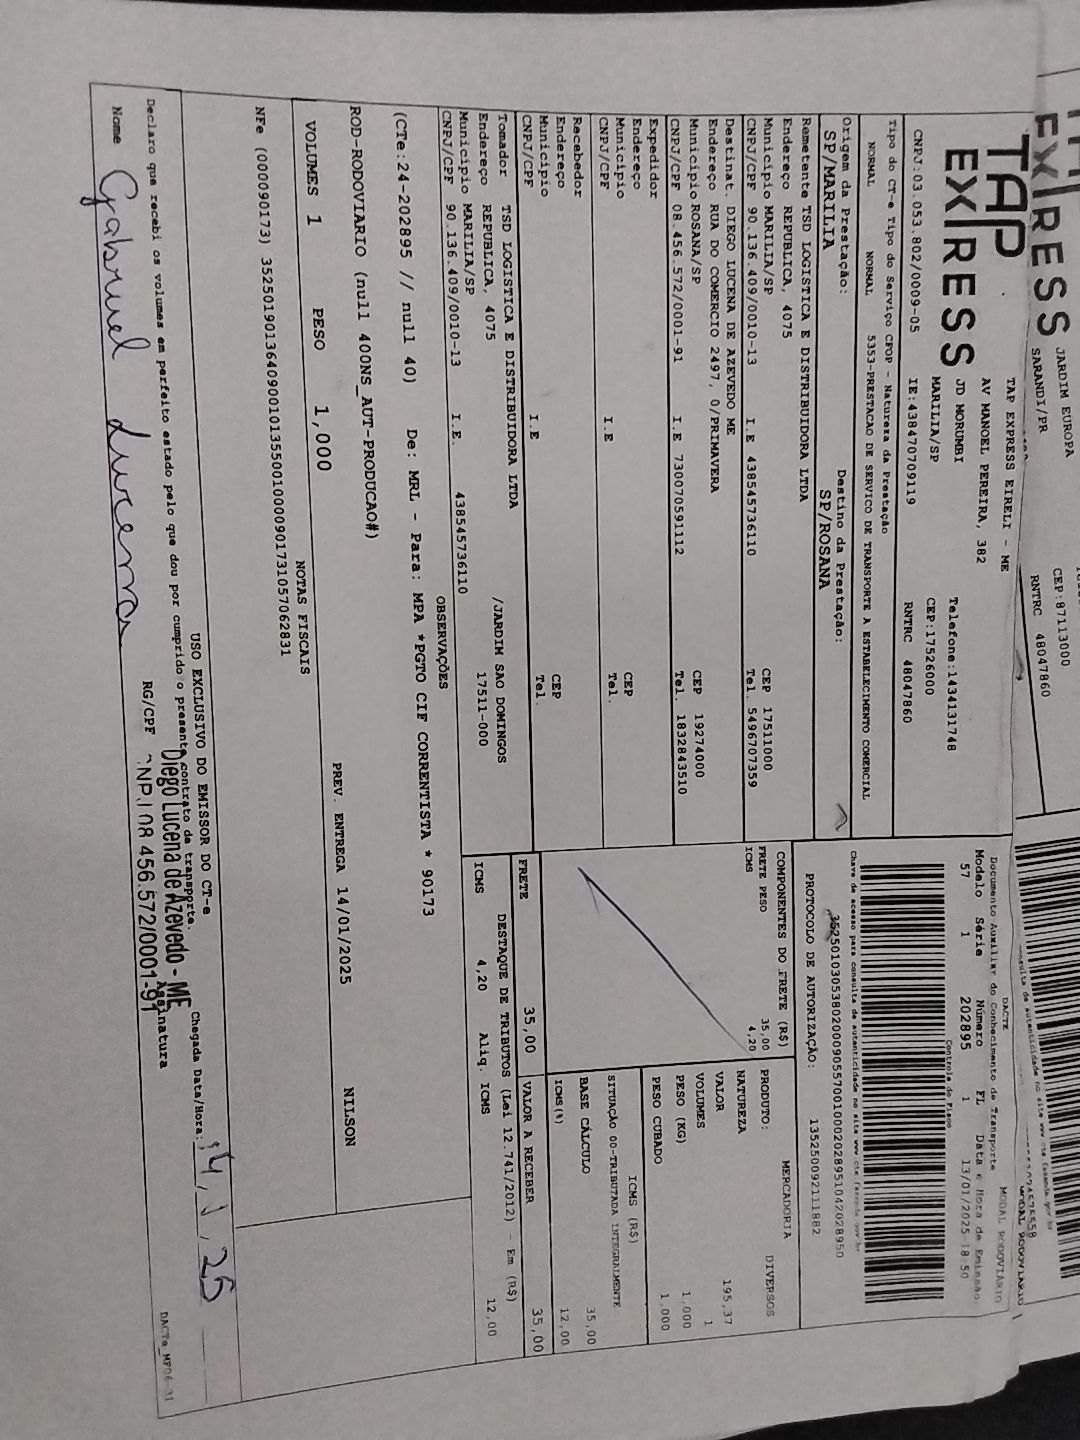 EXPRESS
JARDIM EUROPA
SARANDI/PR
CEP:87113000
RNTRC 48047860
MODAL RODOVIARIO
TAP
EXPRESS
TAP EXPRESS EIRELI - ME
AV MANOEL PEREIRA, 382
JD MORUMBI
MARILIA/SP
Telefone:1434131748
CEP:17526000
CNPJ:03.053.802/0009-05
IE:438470709119
RNTRC 48047860
DACTE
Documento Auxiliar do Conhecimento de Transporte
MODAL RODOVIARIO
Modelo Série Número FL Data e Hora de Emissão
57 1 202895 1 13/01/2025 18:50
Controle do Fisco
Chave de acesso para consulta de autenticidade no site www.cte.fazenda.gov.br
35250103053802000905570010002028951042028950
PROTOCOLO DE AUTORIZAÇÃO: 135250092111882
Tipo do CT-e Tipo do Serviço CFOP - Natureza da Prestação
NORMAL NORMAL 5353-PRESTACAO DE SERVICO DE TRANSPORTE A ESTABELECIMENTO COMERCIAL
Origem da Prestação: Destino da Prestação:
SP/MARILIA SP/ROSANA
Remetente TSD LOGISTICA E DISTRIBUIDORA LTDA
Endereço REPUBLICA, 4075
Município MARILIA/SP CEP 17511000
CNPJ/CPF 90.136.409/0010-13 I.E 438545736110 Tel. 5496707359
Destinat. DIEGO LUCENA DE AZEVEDO ME
Endereço RUA DO COMERCIO 2497, 0/PRIMAVERA
Município ROSANA/SP CEP 19274000
CNPJ/CPF 08.456.572/0001-91 I.E 730070591112 Tel. 1832843510
Expedidor
Endereço
Município CEP
CNPJ/CPF I.E Tel.
Recebedor
Endereço
Município CEP
CNPJ/CPF I.E Tel.
Tomador TSD LOGISTICA E DISTRIBUIDORA LTDA
Endereço REPUBLICA, 4075 /JARDIM SAO DOMINGOS
Município MARILIA/SP 17511-000
CNPJ/CPF 90.136.409/0010-13 I.E. 438545736110
COMPONENTES DO FRETE (R$)
FRETE PESO 35,00
ICMS 4,20
PRODUTO: MERCADORIA
NATUREZA DIVERSOS
VALOR 195,37
VOLUMES 1
PESO (KG) 1,000
PESO CUBADO 1,000
ICMS (R$)
SITUAÇÃO 00-TRIBUTADA INTEGRALMENTE
BASE CÁLCULO 35,00
ICMS(%) 12,00
FRETE 35,00 VALOR A RECEBER 35,00
DESTAQUE DE TRIBUTOS (Lei 12.741/2012) - Em (R$)
ICMS 4,20 Aliq. ICMS 12,00
OBSERVAÇÕES
(CTe:24-202895 // null 40) De: MRL - Para: MPA *PGTO CIF CORRENTISTA * 90173
ROD-RODOVIARIO (null 400NS_AUT-PRODUCAO#)
NILSON
VOLUMES 1 PESO 1,000 PREV. ENTREGA 14/01/2025
NOTAS FISCAIS
NFe (000090173) 35250190136409001013550010000901731057062831
USO EXCLUSIVO DO EMISSOR DO CT-e
Declaro que recebi os volumes em perfeito estado pelo que dou por cumprido o presente contrato de transporte.
Chegada Data/Hora: 14, 1, 25
Nome Gabriel Lucena RG/CPF Assinatura
Diego Lucena de Azevedo - ME
CNPJ 08 456.572/0001-91